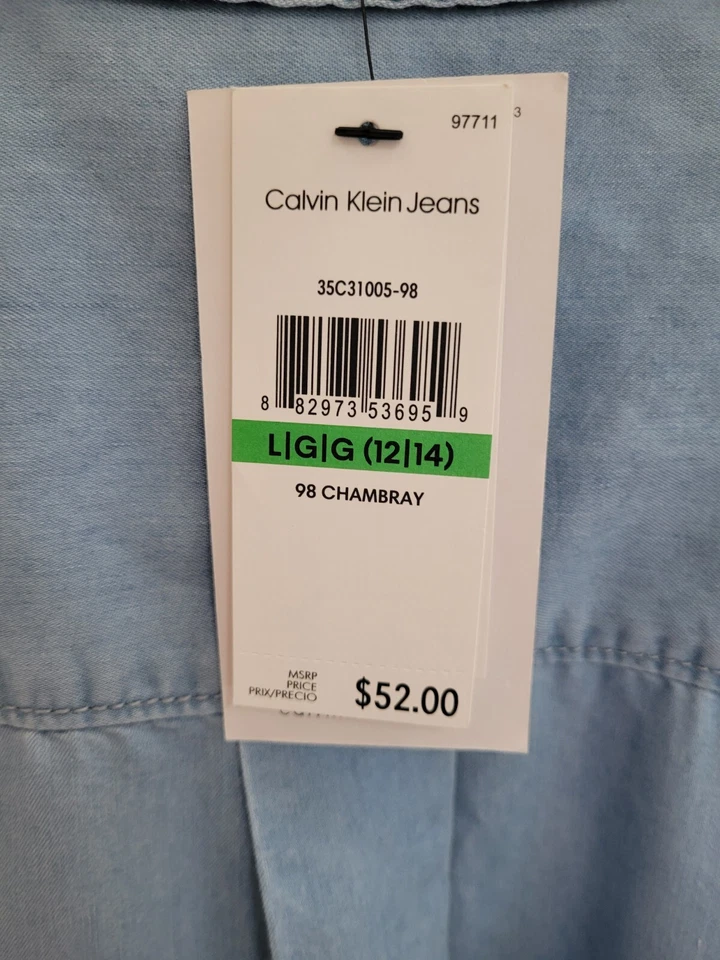 97711
3
Calvin Klein Jeans
35C31005-98
8 82973 53695 9
L|G|G (12|14)
98 CHAMBRAY
MSRP
PRICE
PRIX/PRECIO
$52.00